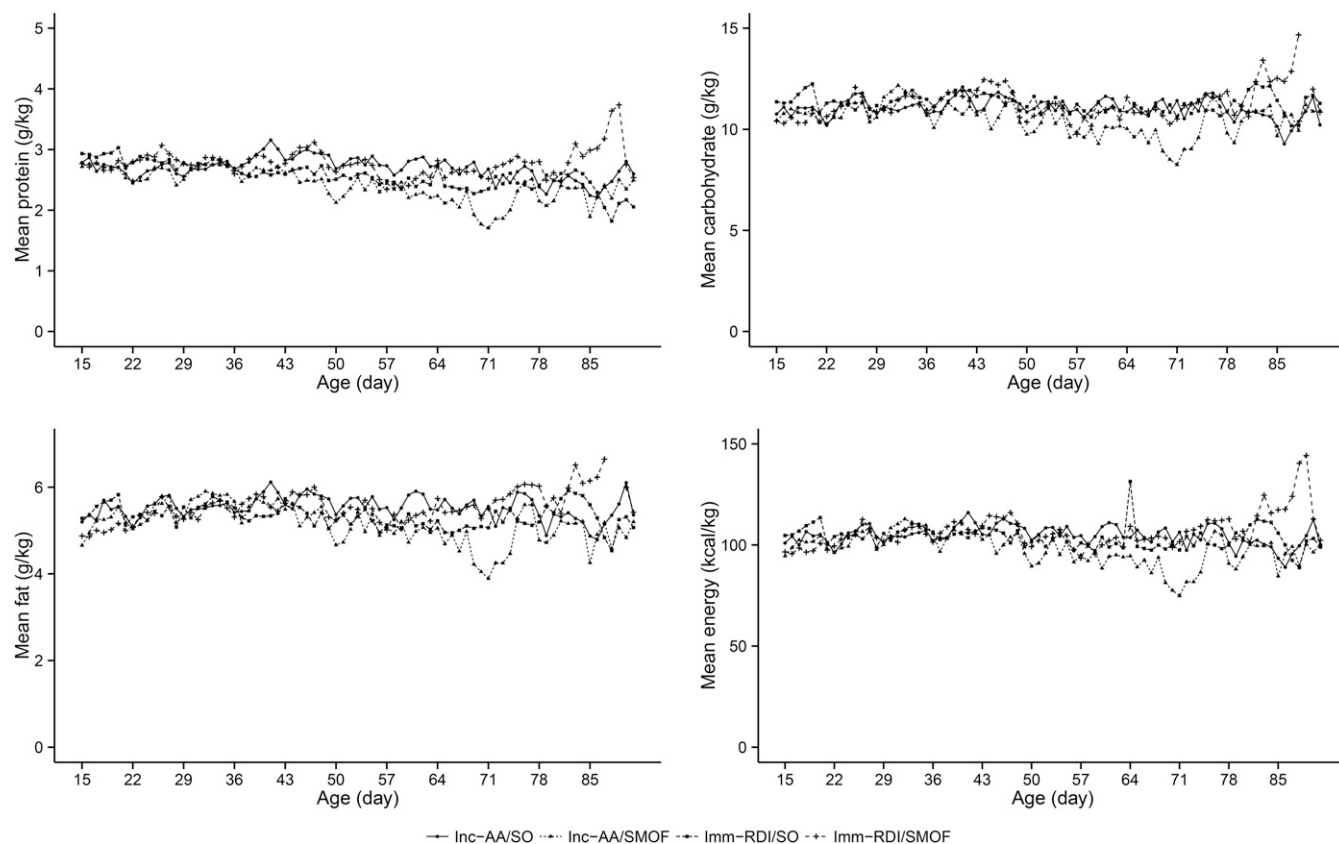 Mean protein (g/kg)
5
4
3
2
1
0
15 22 29 36 43 50 57 64 71 78 85
Age (day)
Mean carbohydrate (g/kg)
15
10
5
0
15 22 29 36 43 50 57 64 71 78 85
Age (day)
Mean fat (g/kg)
6
4
2
0
15 22 29 36 43 50 57 64 71 78 85
Age (day)
Mean energy (kcal/kg)
150
100
50
0
15 22 29 36 43 50 57 64 71 78 85
Age (day)
Inc−AA/SO Inc−AA/SMOF Imm−RDI/SO Imm−RDI/SMOF